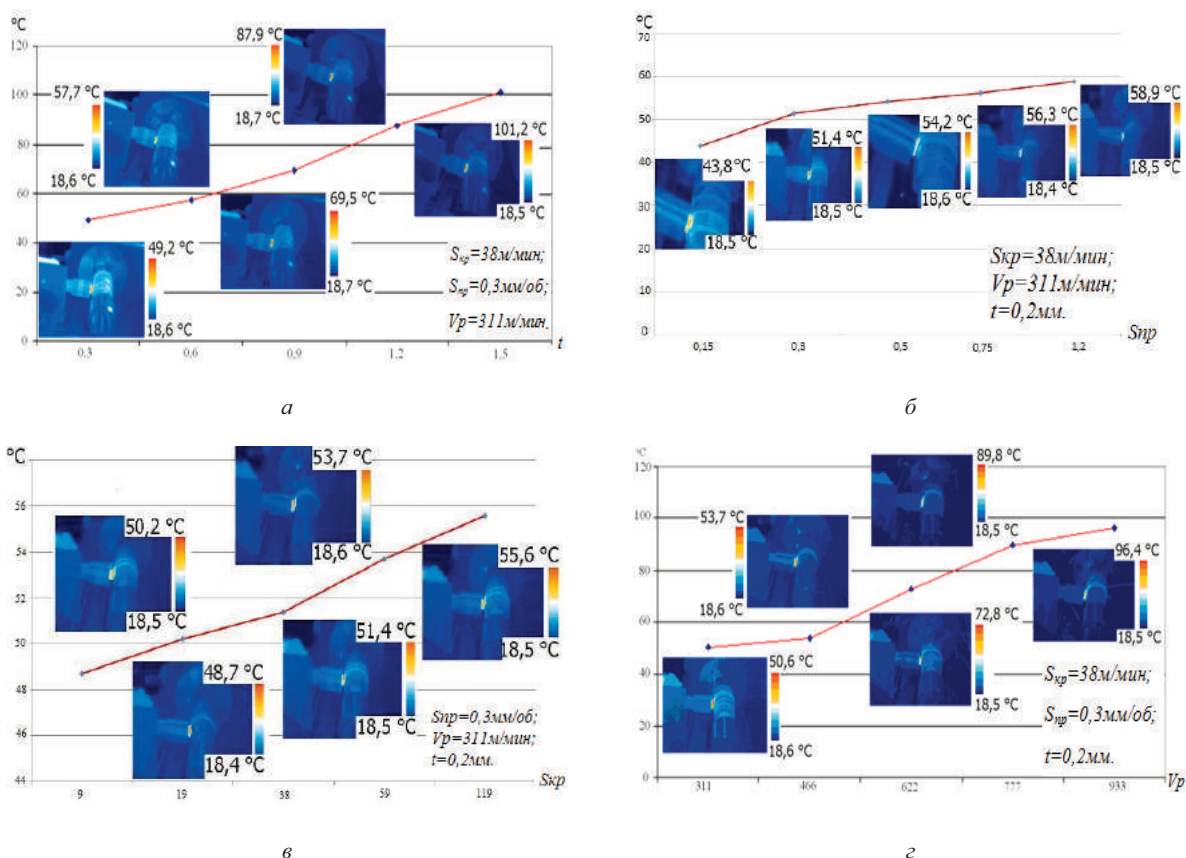 °C
120
100
80
60
40
20
0
57,7 °C
18,6 °C
87,9 °C
18,7 °C
101,2 °C
18,5 °C
49,2 °C
18,6 °C
69,5 °C
18,7 °C
Sкр=38м/мин;
Sпр=0,3мм/об;
Vр=311м/мин.
0,3 0,6 0,9 1,2 1,5 t
а
°C
70
60
50
40
30
20
10
0
43,8 °C
18,5 °C
51,4 °C
18,5 °C
54,2 °C
18,6 °C
56,3 °C
18,4 °C
58,9 °C
18,5 °C
Sкр=38м/мин;
Vр=311м/мин;
t=0,2мм.
0,15 0,3 0,5 0,75 1,2 Sпр
б
°C
56
54
52
50
48
46
44
50,2 °C
18,5 °C
53,7 °C
18,6 °C
55,6 °C
18,5 °C
48,7 °C
18,4 °C
51,4 °C
18,5 °C
Sпр=0,3мм/об;
Vр=311м/мин;
t=0,2мм.
9 19 38 59 119 Sкр
в
°C
120
100
80
60
40
20
0
53,7 °C
18,6 °C
89,8 °C
18,5 °C
96,4 °C
18,5 °C
50,6 °C
18,6 °C
72,8 °C
18,5 °C
Sкр=38м/мин;
Sпр=0,3мм/об;
t=0,2мм.
311 466 622 777 933 Vр
г